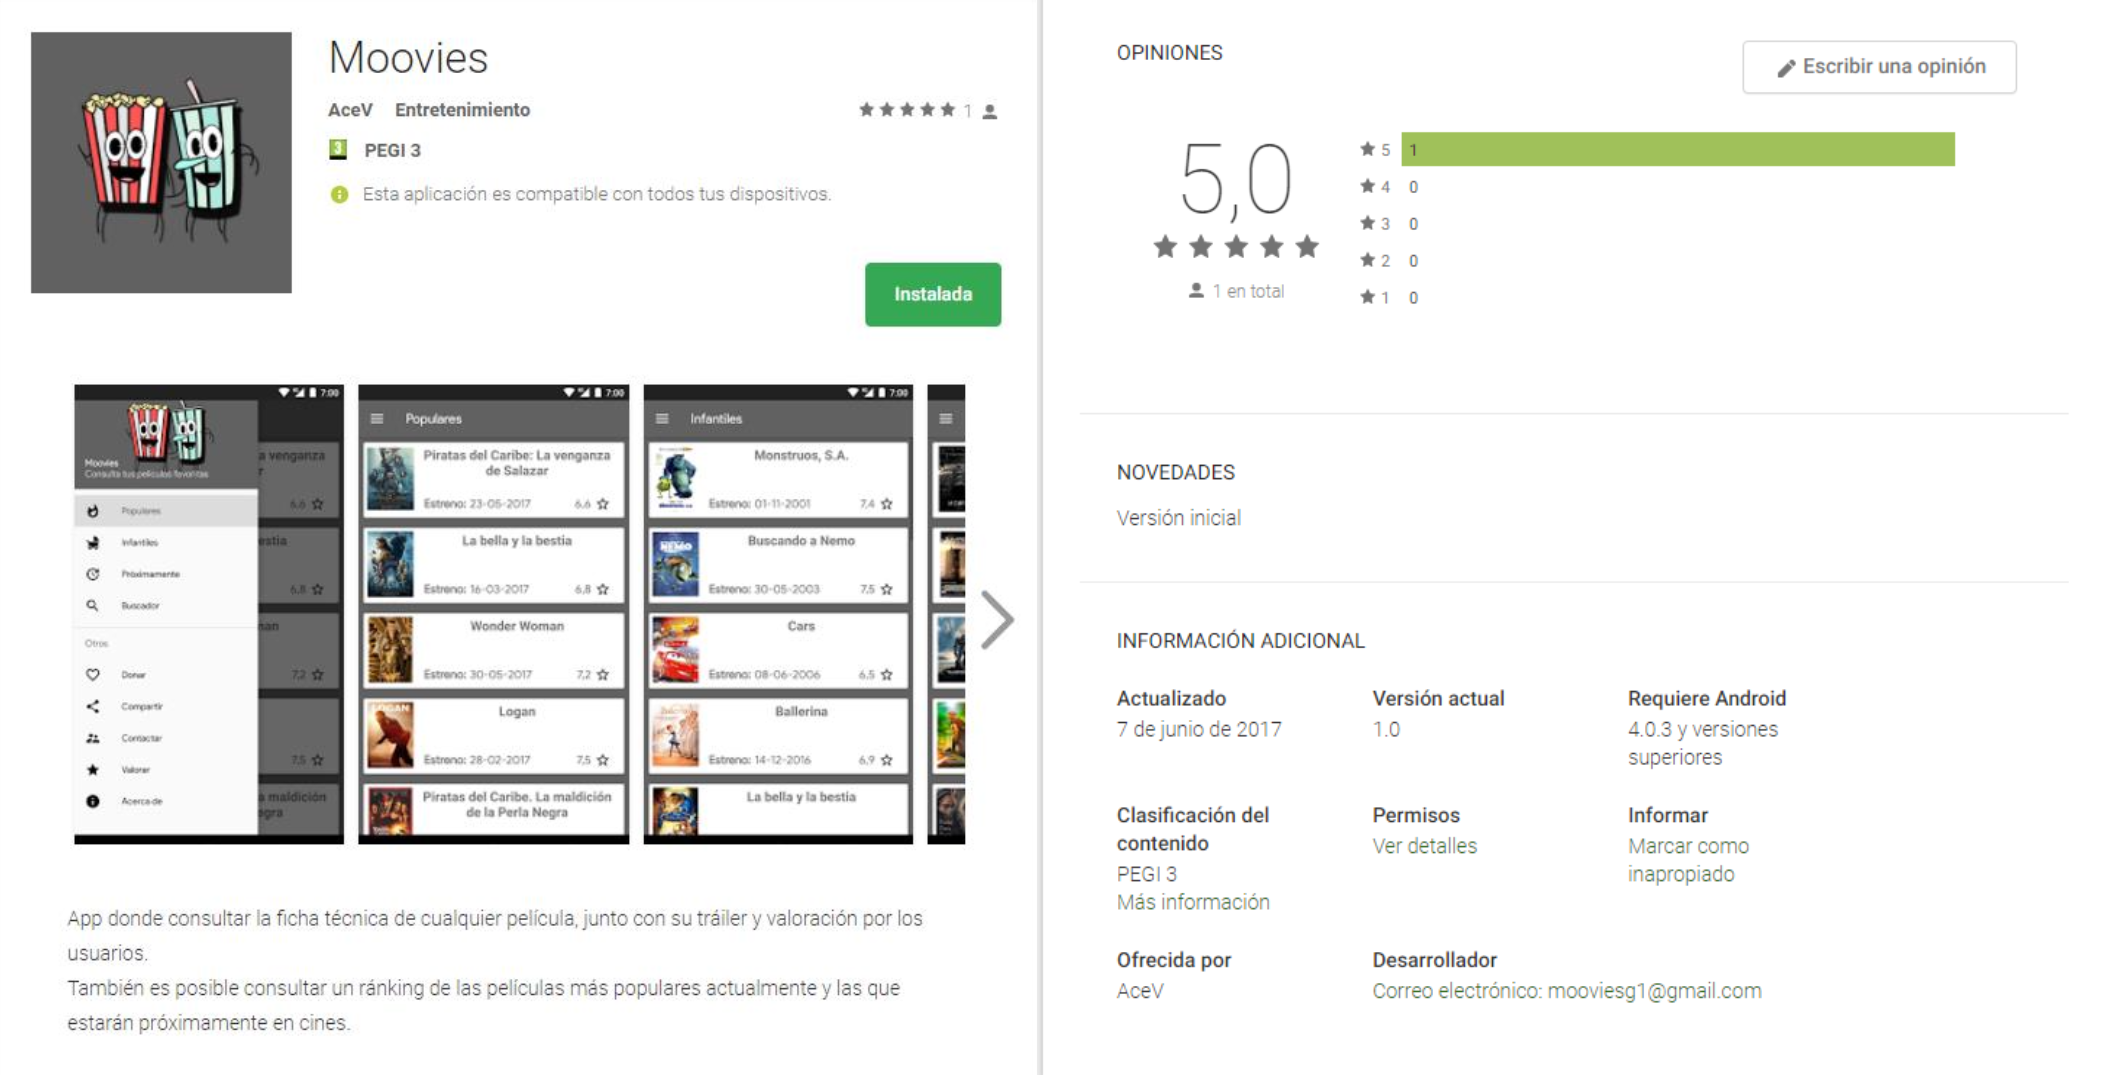 Moovies
AceV Entretenimiento
1
3 PEGI 3
Esta aplicación es compatible con todos tus dispositivos.
Instalada
7:00
Moovies
Consulta tus películas favoritas
Populares
Infantiles
Próximamente
Buscador
Otros
Donar
Compartir
Contactar
Valorar
Acerca de
a venganza
r
6,6
estia
6,8
nan
7,2
7,5
a maldición
egra
7:00
Populares
Piratas del Caribe: La venganza
de Salazar
Estreno: 23-05-2017 6,6
La bella y la bestia
Estreno: 16-03-2017 6,8
Wonder Woman
Estreno: 30-05-2017 7,2
LOGAN
Logan
Estreno: 28-02-2017 7,5
Piratas del Caribe. La maldición
de la Perla Negra
7:00
Infantiles
Monstruos, S.A.
Estreno: 01-11-2001 7,4
NEMO
Buscando a Nemo
Estreno: 30-05-2003 7,5
Cars
Estreno: 08-06-2006 6,5
Ballerina
Estreno: 14-12-2016 6,9
La bella y la bestia
App donde consultar la ficha técnica de cualquier película, junto con su tráiler y valoración por los
usuarios.
También es posible consultar un ránking de las películas más populares actualmente y las que
estarán próximamente en cines.
OPINIONES
Escribir una opinión
5,0
1 en total
5 1
4 0
3 0
2 0
1 0
NOVEDADES
Versión inicial
INFORMACIÓN ADICIONAL
Actualizado
7 de junio de 2017
Versión actual
1.0
Requiere Android
4.0.3 y versiones
superiores
Clasificación del
contenido
PEGI 3
Más información
Permisos
Ver detalles
Informar
Marcar como
inapropiado
Ofrecida por
AceV
Desarrollador
Correo electrónico: mooviesg1@gmail.com